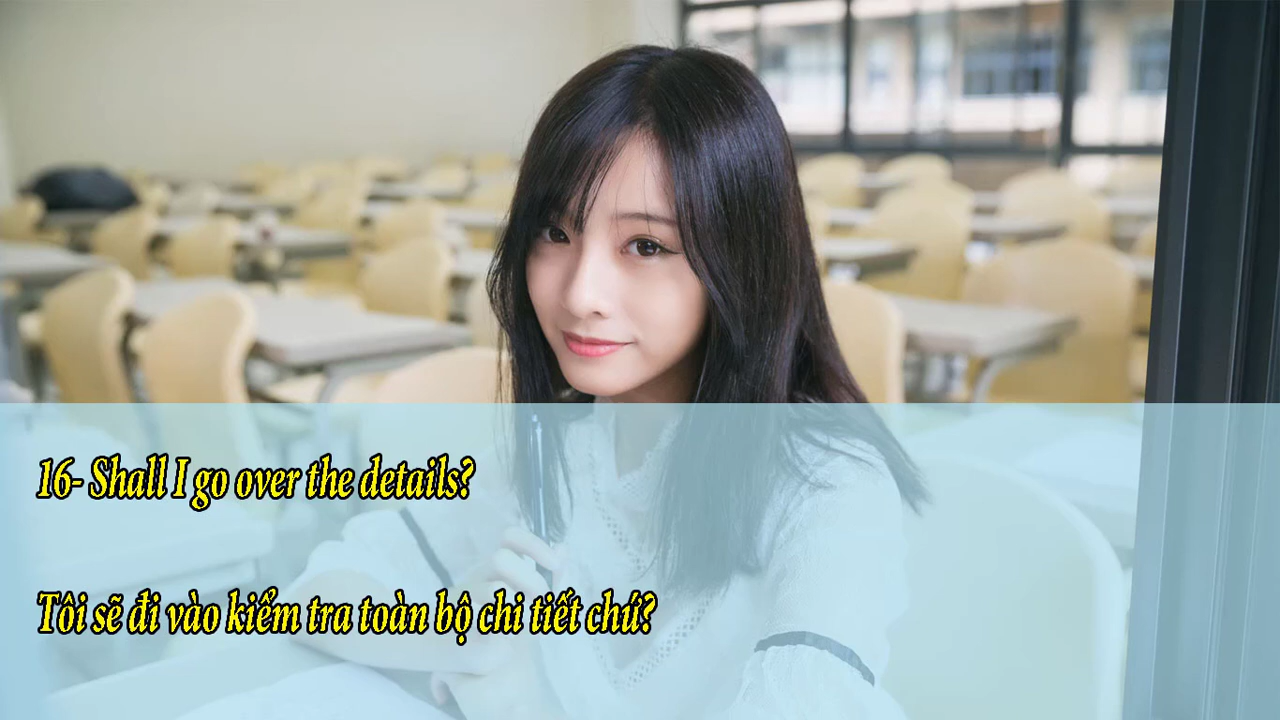 16- Shall I go over the details?
Tôi sẽ đi vào kiểm tra toàn bộ chi tiết chứ?